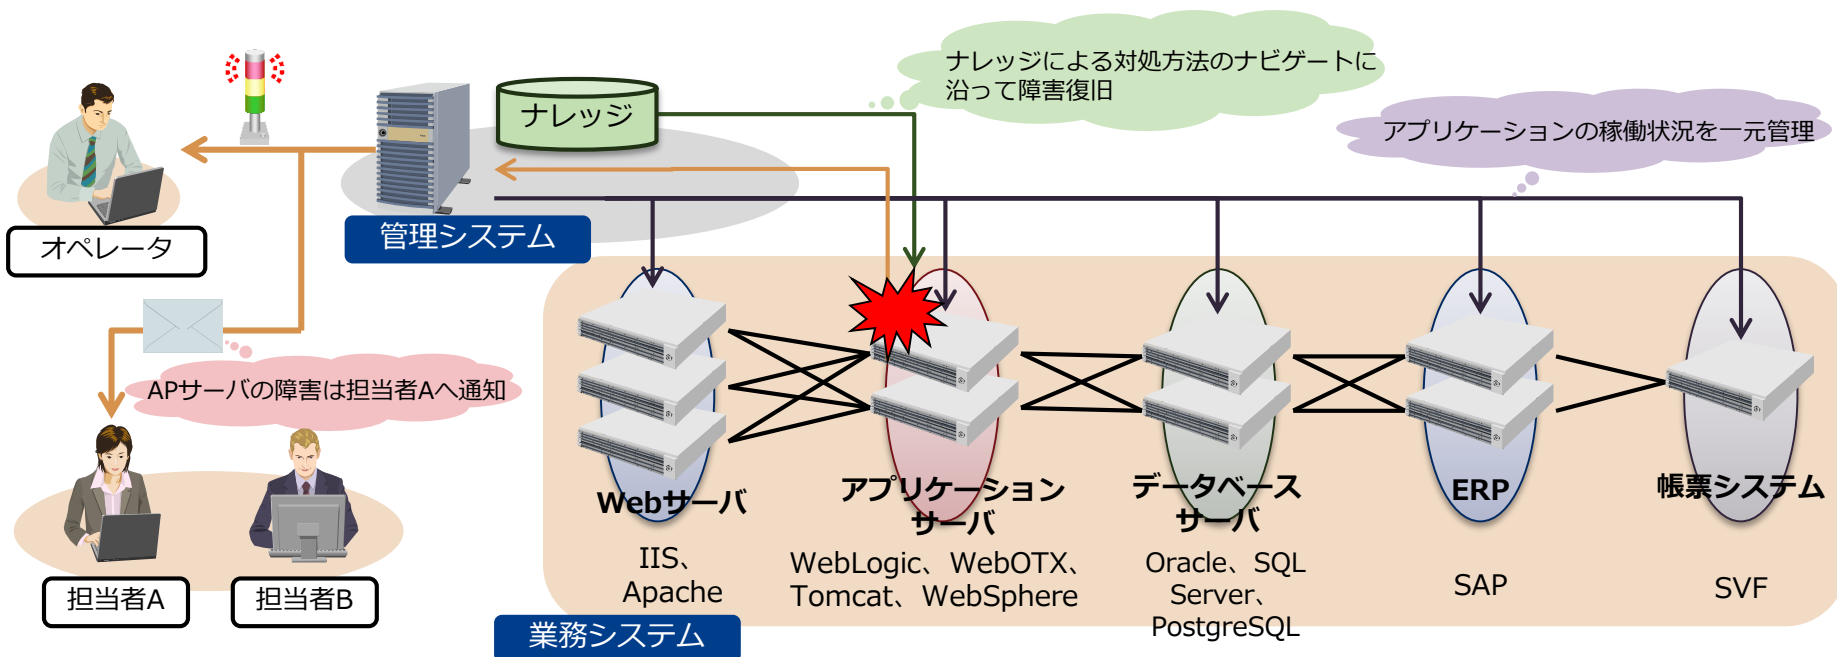 ナレッジによる対処方法のナビゲートに
沿って障害復旧
ナレッジ
アプリケーションの稼働状況を一元管理
オペレータ
管理システム
APサーバの障害は担当者Aへ通知
Webサーバ
アプリケーション
サーバ
データベース
サーバ
ERP
帳票システム
IIS、
Apache
WebLogic、WebOTX、
Tomcat、WebSphere
Oracle、SQL
Server、
PostgreSQL
SAP
SVF
担当者A
担当者B
業務システム